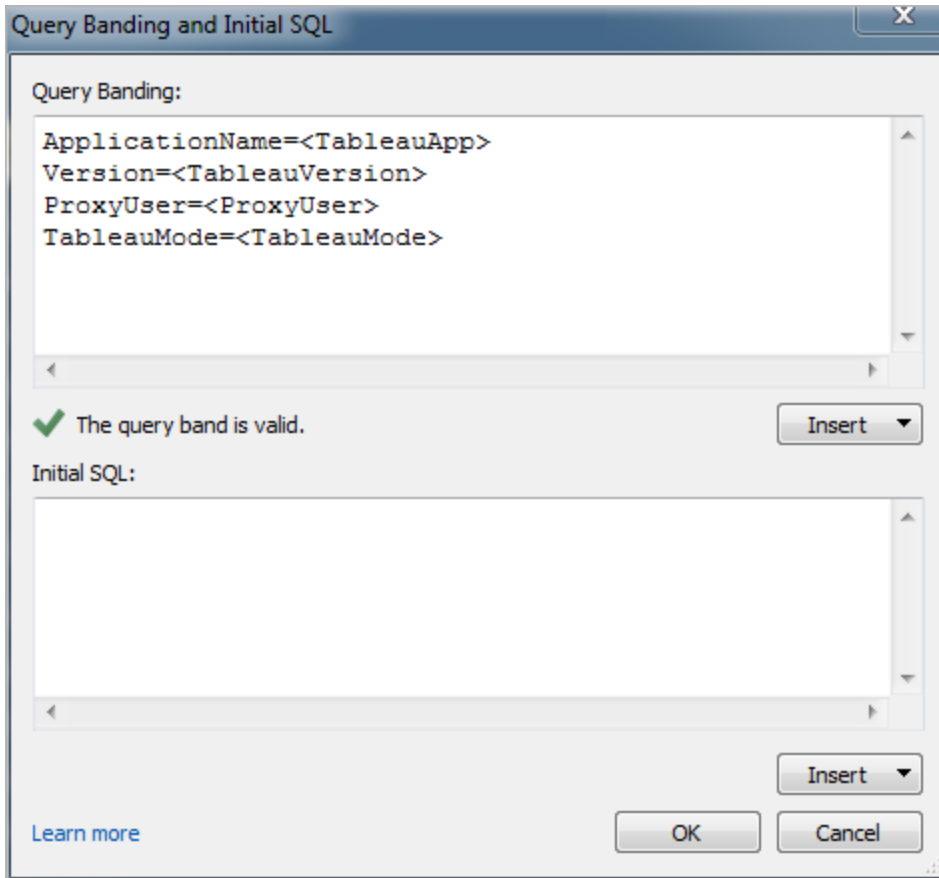 Query Banding and Initial SQL
Query Banding:
ApplicationName=<TableauApp>
Version=<TableauVersion>
ProxyUser=<ProxyUser>
TableauMode=<TableauMode>
The query band is valid.
Insert
Initial SQL:
Insert
Learn more
OK
Cancel